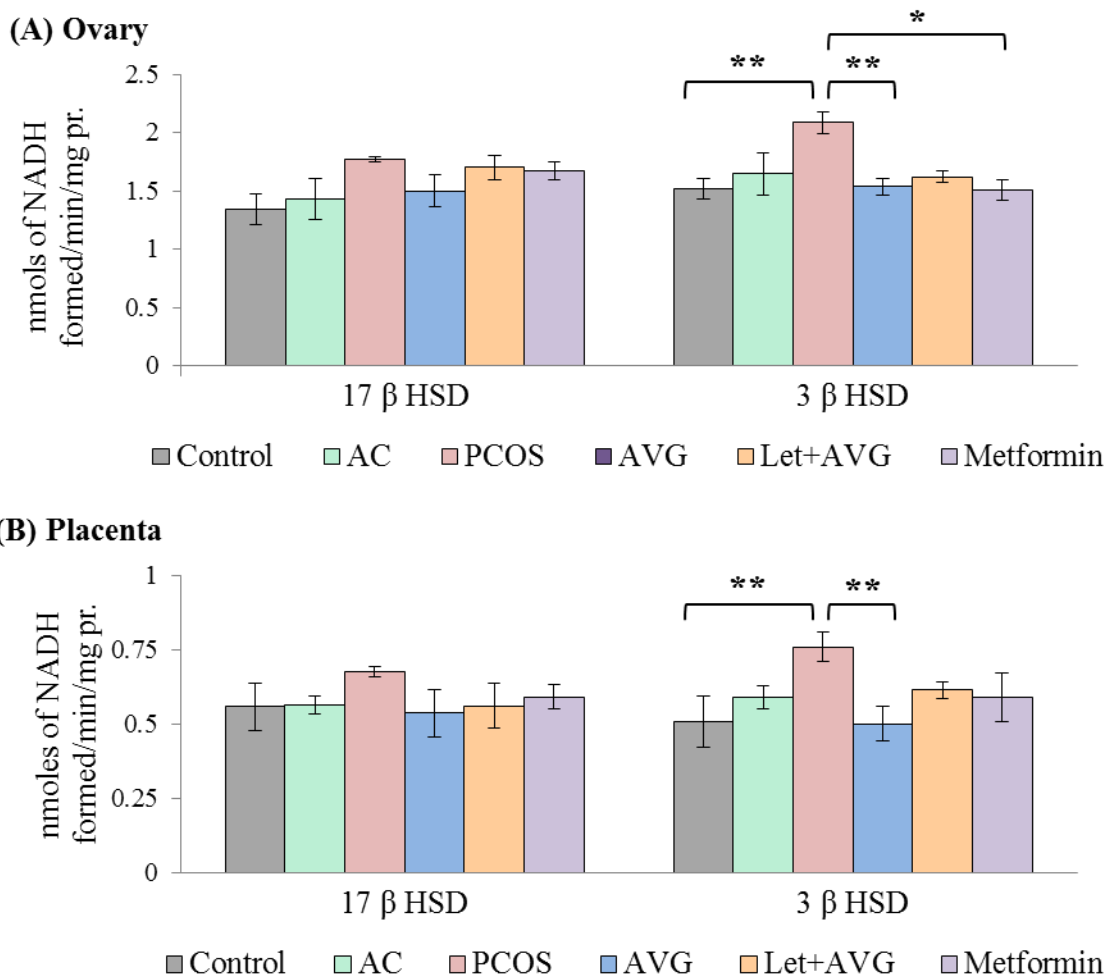 (A) Ovary
nmols of NADH
formed/min/mg pr.
2.5
2
1.5
1
0.5
0
**
**
*
17 β HSD
3 β HSD
Control AC PCOS AVG Let+AVG Metformin
(B) Placenta
nmoles of NADH
formed/min/mg pr.
1
0.75
0.5
0.25
0
**
**
17 β HSD
3 β HSD
Control AC PCOS AVG Let+AVG Metformin